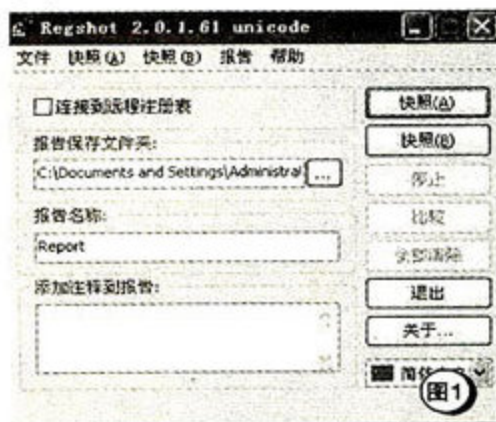 Regshot 2.0.1.61 unicode
文件 快照(A) 快照(B) 报告 帮助
连接到远程注册表
报告保存文件夹:
C:\Documents and Settings\Administra
...
报告名称:
Report
添加注释到报告:
快照(A)
快照(B)
停止
比较
全部清除
退出
关于...
简体
图1